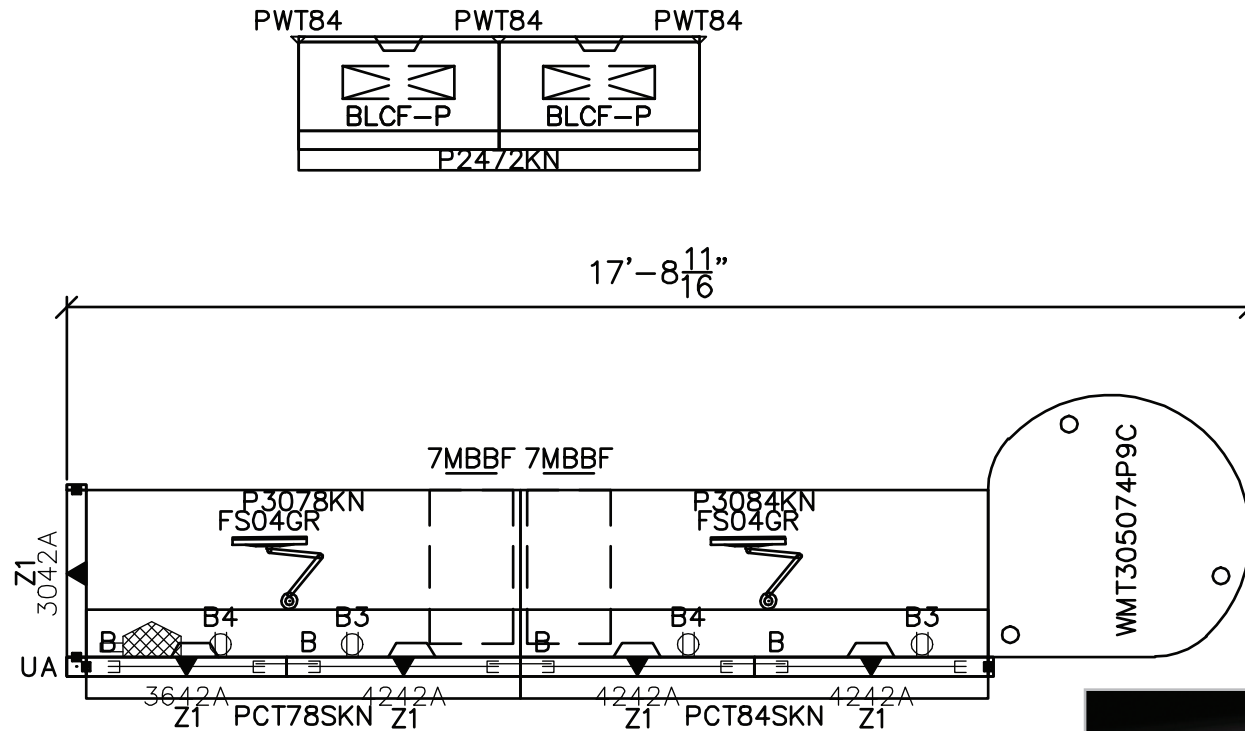 PWT84 PWT84 PWT84
BLCF-P BLCF-P
P2472KN
17'-8 11/16"
7MBBF 7MBBF
P3078KN P3084KN
FS04GR FS04GR
Z1
3042A
WMT305074P9C
B4 B3 B4 B3
B B B B
UA
3642A 4242A 4242A 4242A
Z1 PCT78SKN Z1 Z1 PCT84SKN Z1